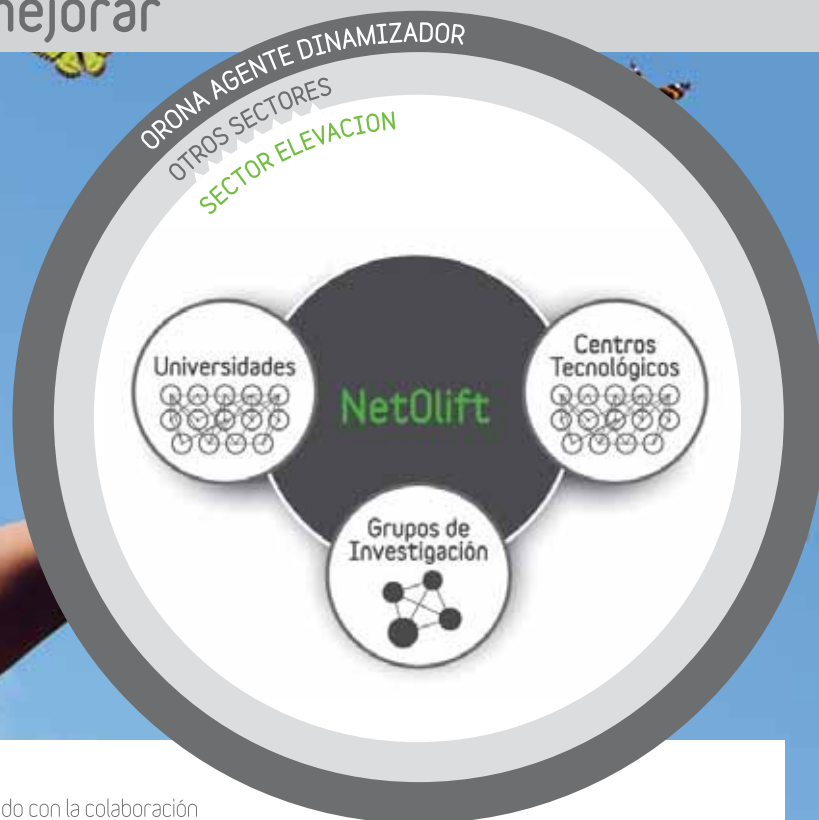 mejorar
ORONA AGENTE DINAMIZADOR
OTROS SECTORES
SECTOR ELEVACION
Universidades
Centros
Tecnológicos
NetOlift
Grupos de
Investigación
do con la colaboración